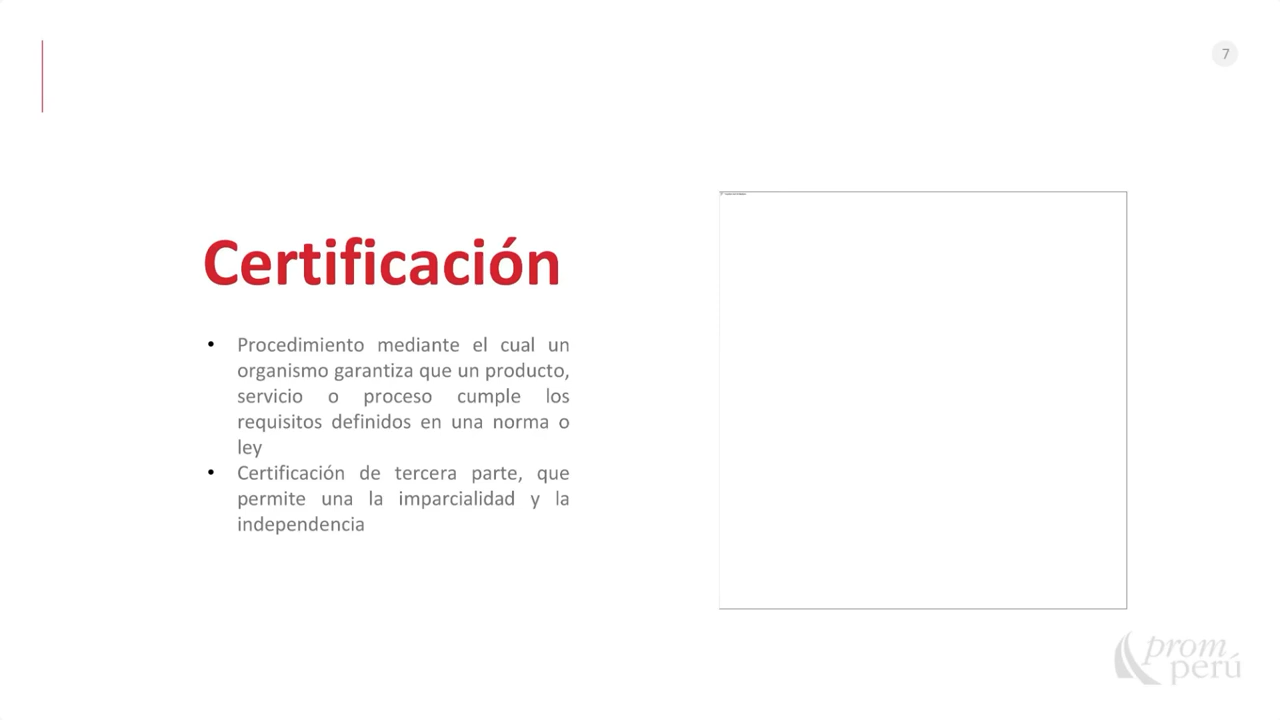 7
Certificación
• Procedimiento mediante el cual un
organismo garantiza que un producto,
servicio o proceso cumple los
requisitos definidos en una norma o
ley
• Certificación de tercera parte, que
permite una la imparcialidad y la
independencia
prom
perú